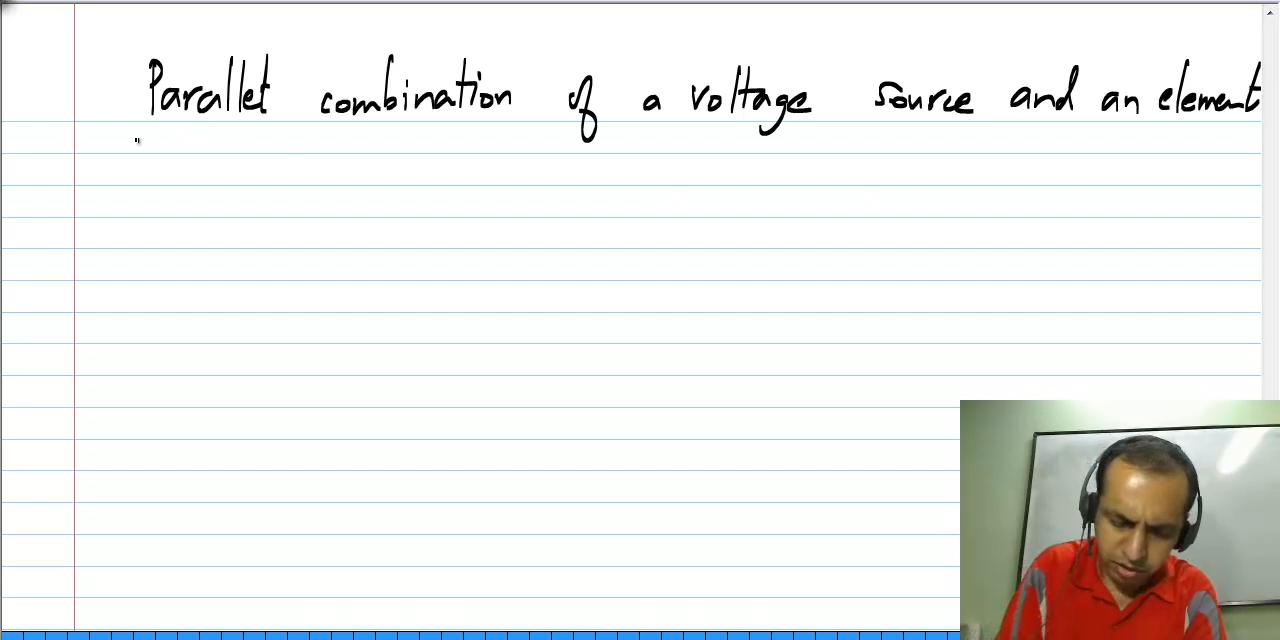 Parallel combination of a voltage source and an element